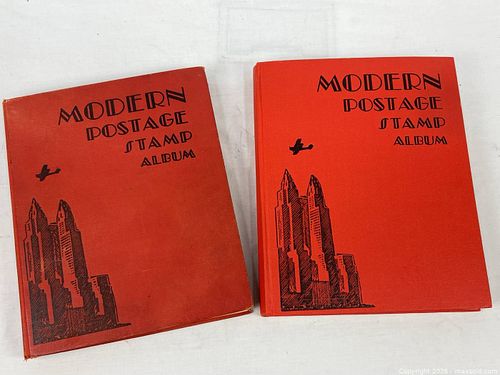 MODERN
POSTAGE
STAMP
ALBUM
MODERN
POSTAGE
STAMP
ALBUM